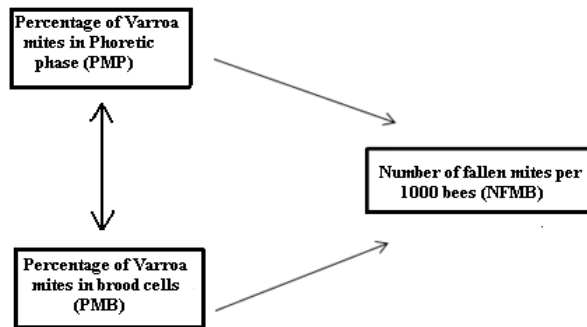 Percentage of Varroa
mites in Phoretic
phase (PMP)
Number of fallen mites per
1000 bees (NFMB)
Percentage of Varroa
mites in brood cells
(PMB)